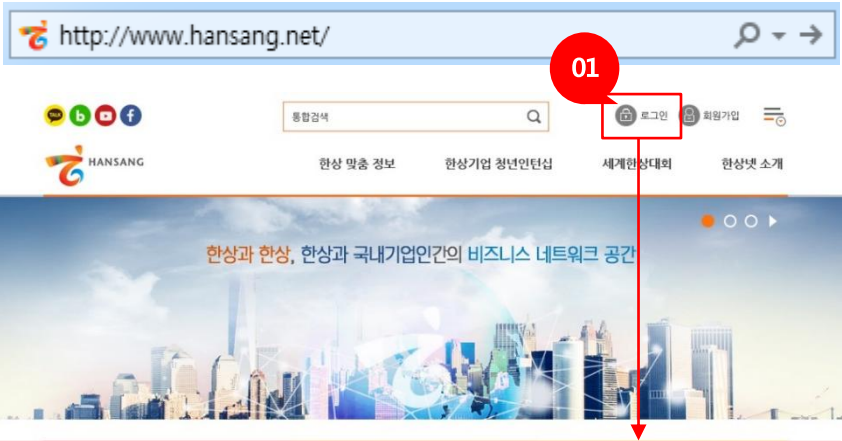 http://www.hansang.net/
01
TALK b f
통합검색
로그인 회원가입
HANSANG
한상 맞춤 정보 한상기업 청년인턴십 세계한상대회 한상넷 소개
한상과 한상, 한상과 국내기업인간의 비즈니스 네트워크 공간